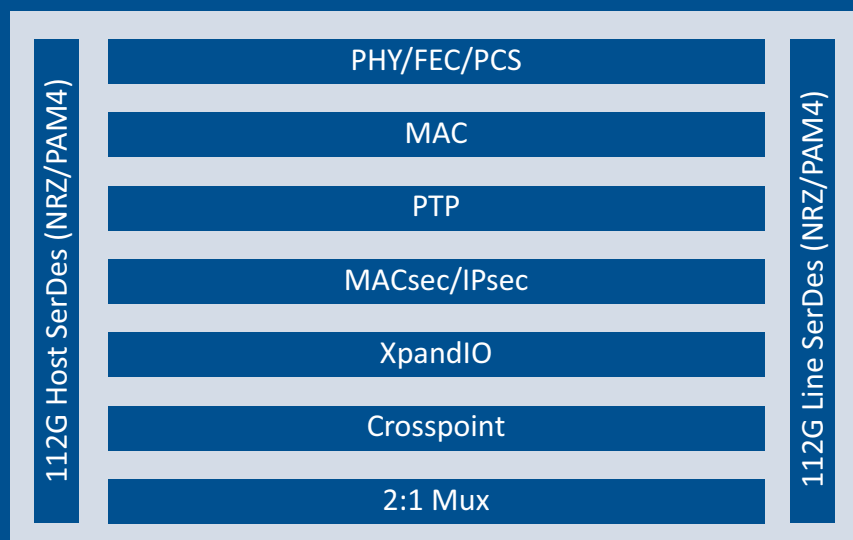 112G Host SerDes (NRZ/PAM4)
PHY/FEC/PCS
MAC
PTP
MACsec/IPsec
XpandIO
Crosspoint
2:1 Mux
112G Line SerDes (NRZ/PAM4)